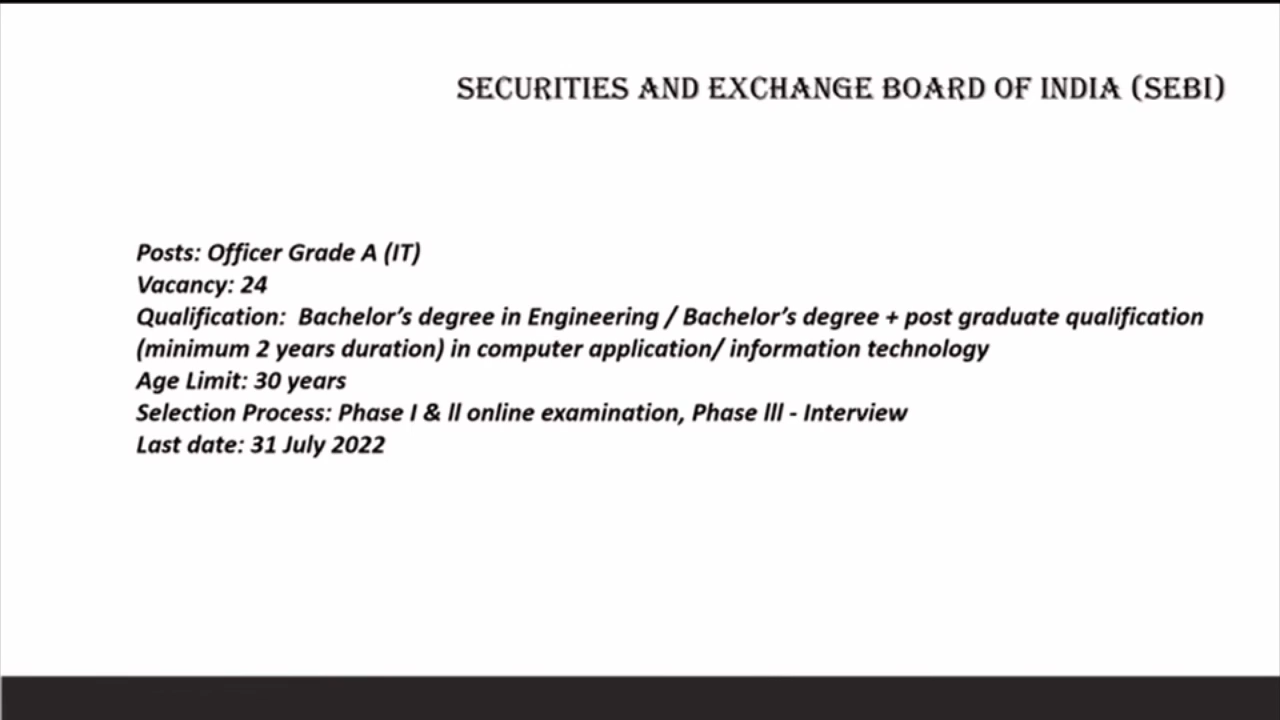 SECURITIES AND EXCHANGE BOARD OF INDIA (SEBI)
Posts: Officer Grade A (IT)
Vacancy: 24
Qualification:  Bachelor’s degree in Engineering / Bachelor’s degree + post graduate qualification
(minimum 2 years duration) in computer application/ information technology
Age Limit: 30 years
Selection Process: Phase I & ll online examination, Phase lll - Interview
Last date: 31 July 2022